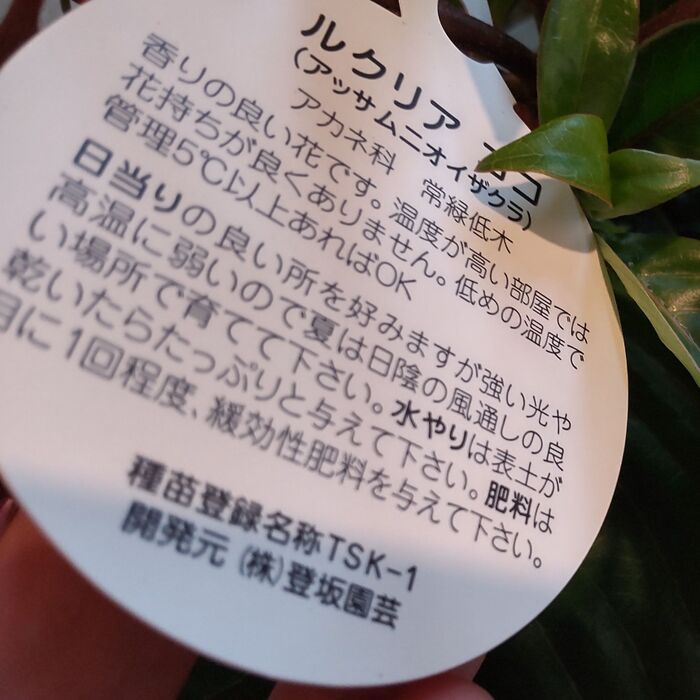 ルクリア ココ
(アッサムニオイザクラ)
アカネ科 常緑低木
香りの良い花です。温度が高い部屋では
花持ちが良くありません。低めの温度で
管理5℃以上あればOK
日当りの良い所を好みますが強い光や
高温に弱いので夏は日陰の風通しの良
い場所で育てて下さい。水やりは表土が
乾いたらたっぷりと与えて下さい。肥料は
月に1回程度、緩効性肥料を与えて下さい。
種苗登録名称TSK-1
開発元 (株)登坂園芸